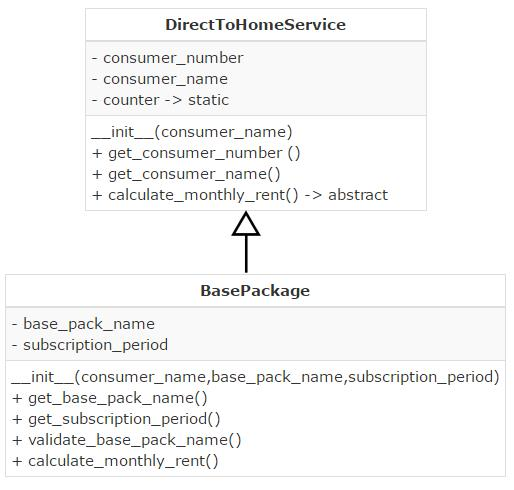 DirectToHomeService
- consumer_number
- consumer_name
- counter -> static
__init__(consumer_name)
+ get_consumer_number ()
+ get_consumer_name()
+ calculate_monthly_rent() -> abstract
BasePackage
- base_pack_name
- subscription_period
__init__(consumer_name,base_pack_name,subscription_period)
+ get_base_pack_name()
+ get_subscription_period()
+ validate_base_pack_name()
+ calculate_monthly_rent()